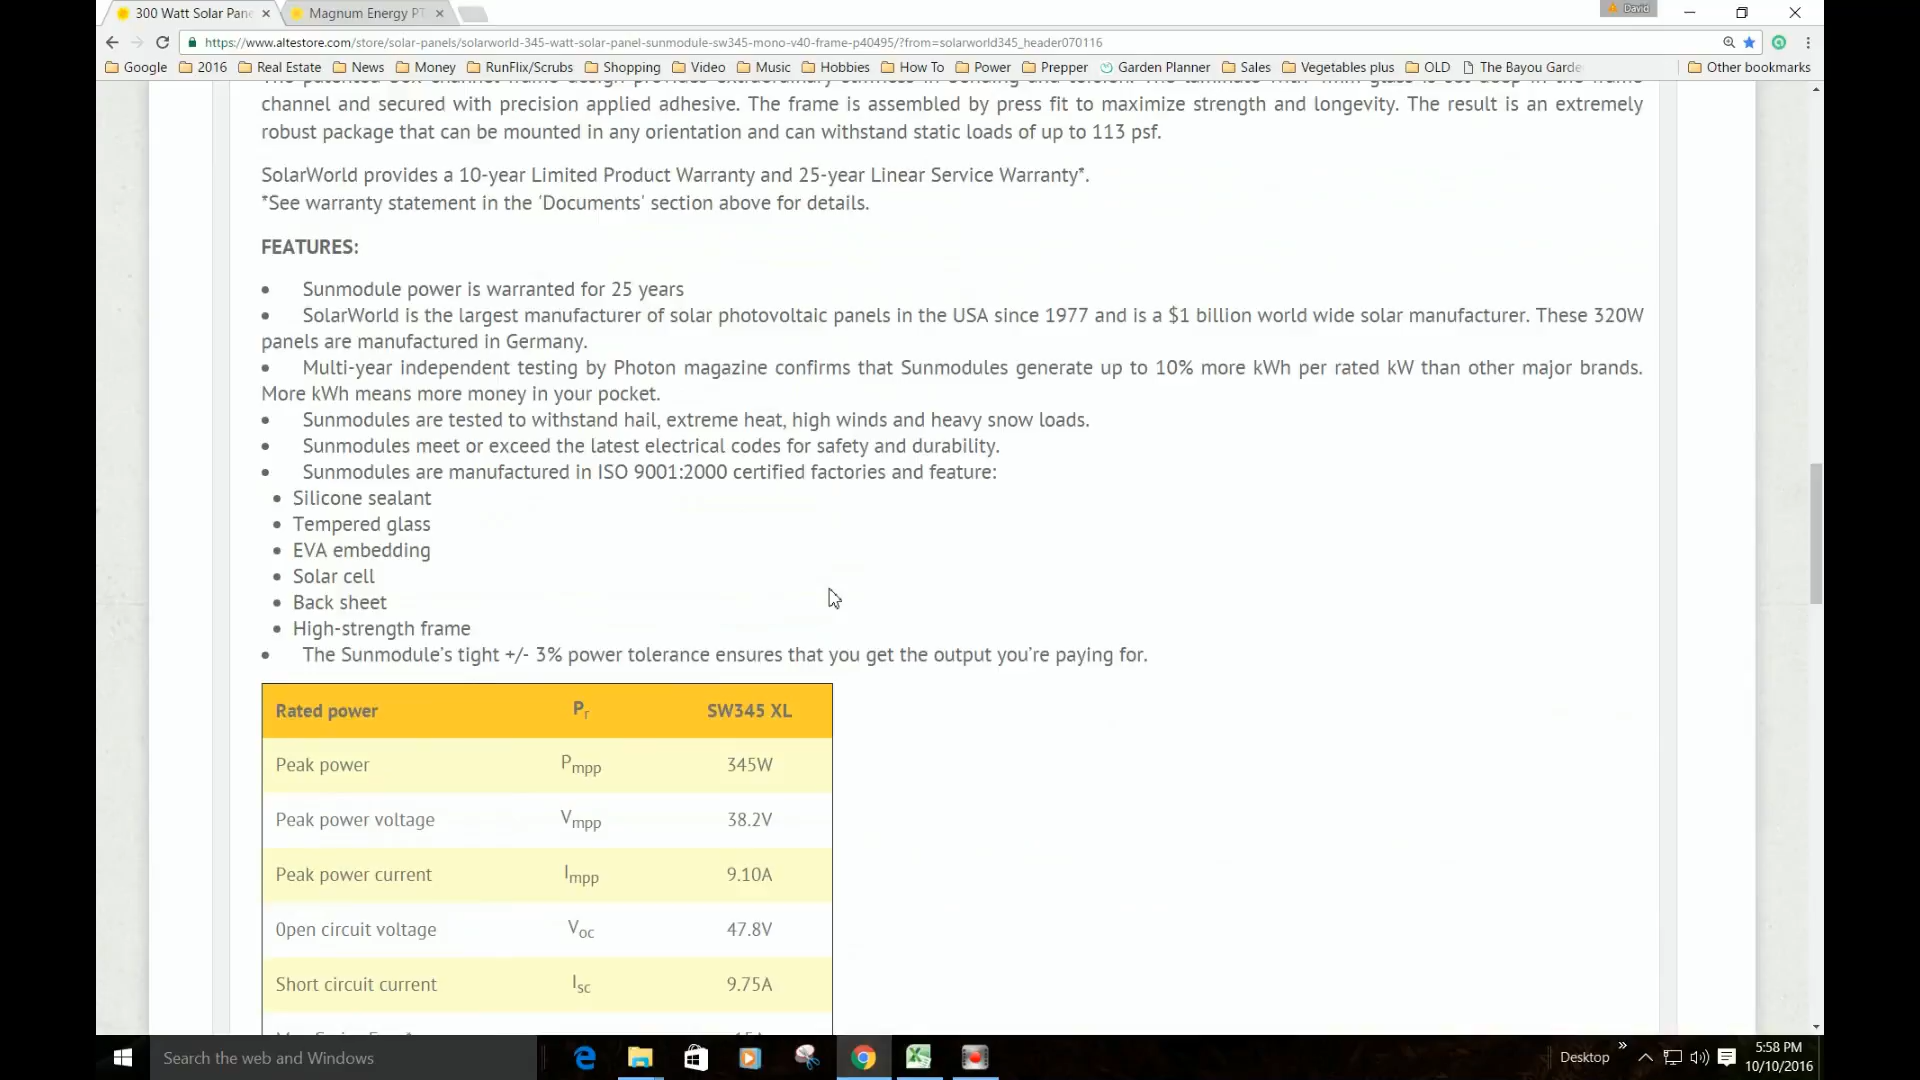 300 Watt Solar Pane
Magnum Energy PT
David
https://www.altestore.com/store/solar-panels/solarworld-345-watt-solar-panel-sunmodule-sw345-mono-v40-frame-p40495/?from=solarworld345_header070116
Google 2016 Real Estate News Money RunFlix/Scrubs Shopping Video Music Hobbies How To Power Prepper Garden Planner Sales Vegetables plus OLD The Bayou Garde Other bookmarks
channel and secured with precision applied adhesive. The frame is assembled by press fit to maximize strength and longevity. The result is an extremely
robust package that can be mounted in any orientation and can withstand static loads of up to 113 psf.
SolarWorld provides a 10-year Limited Product Warranty and 25-year Linear Service Warranty*.
*See warranty statement in the 'Documents' section above for details.
FEATURES:
• Sunmodule power is warranted for 25 years
• SolarWorld is the largest manufacturer of solar photovoltaic panels in the USA since 1977 and is a $1 billion world wide solar manufacturer. These 320W
panels are manufactured in Germany.
• Multi-year independent testing by Photon magazine confirms that Sunmodules generate up to 10% more kWh per rated kW than other major brands.
More kWh means more money in your pocket.
• Sunmodules are tested to withstand hail, extreme heat, high winds and heavy snow loads.
• Sunmodules meet or exceed the latest electrical codes for safety and durability.
• Sunmodules are manufactured in ISO 9001:2000 certified factories and feature:
• Silicone sealant
• Tempered glass
• EVA embedding
• Solar cell
• Back sheet
• High-strength frame
• The Sunmodule's tight +/- 3% power tolerance ensures that you get the output you're paying for.
Rated power Pr SW345 XL
Peak power Pmpp 345W
Peak power voltage Vmpp 38.2V
Peak power current Impp 9.10A
Open circuit voltage Voc 47.8V
Short circuit current Isc 9.75A
Search the web and Windows
Desktop
5:58 PM
10/10/2016